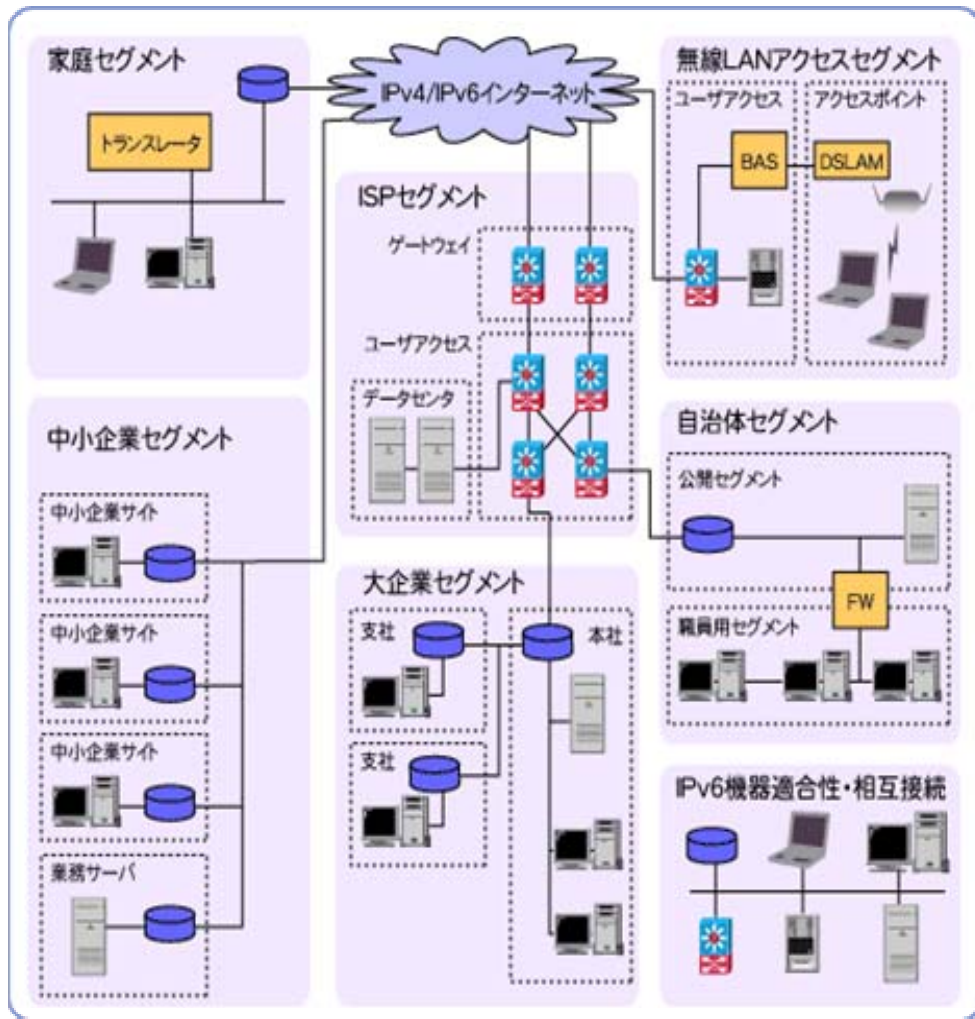 家庭セグメント
トランスレータ
IPv4/IPv6インターネット
無線LANアクセスセグメント
ユーザアクセス
アクセスポイント
BAS
DSLAM
ISPセグメント
ゲートウェイ
ユーザアクセス
データセンタ
中小企業セグメント
中小企業サイト
中小企業サイト
中小企業サイト
業務サーバ
大企業セグメント
支社
支社
本社
自治体セグメント
公開セグメント
FW
職員用セグメント
IPv6機器適合性・相互接続